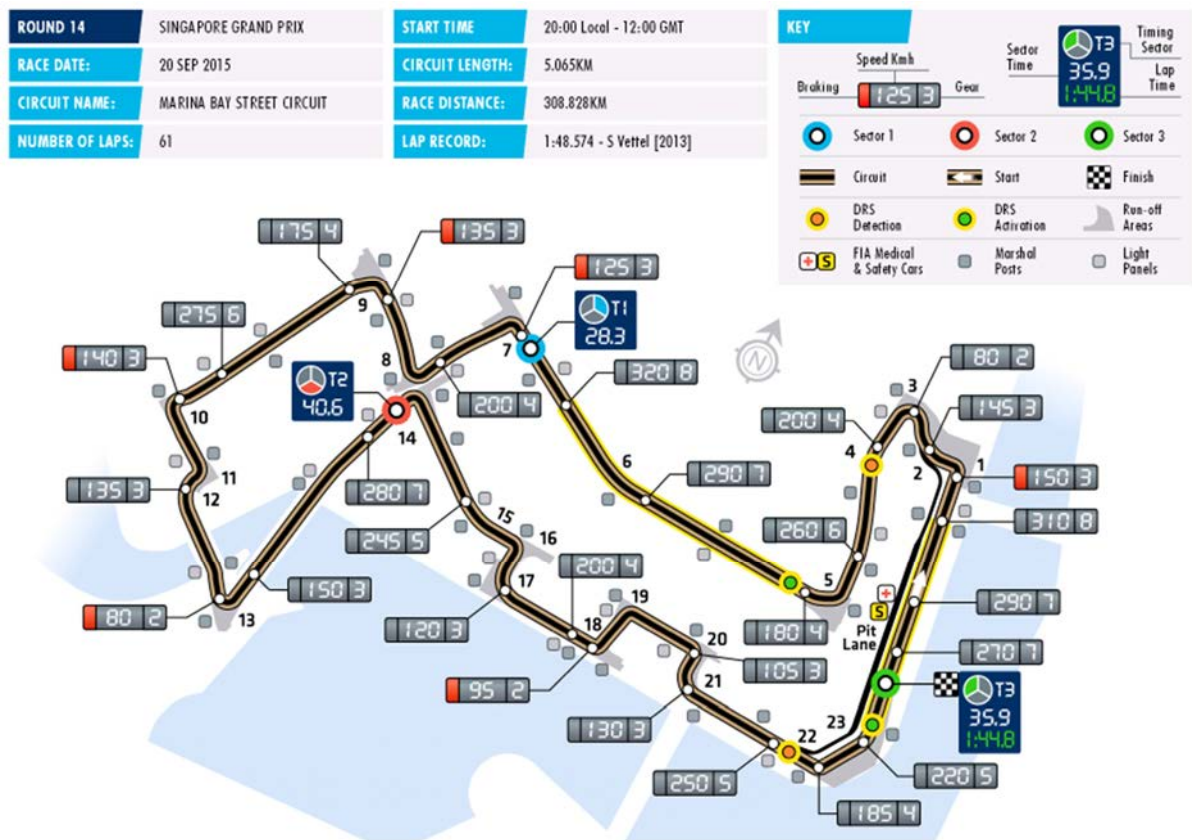 ROUND 14 SINGAPORE GRAND PRIX
RACE DATE: 20 SEP 2015
CIRCUIT NAME: MARINA BAY STREET CIRCUIT
NUMBER OF LAPS: 61
START TIME 20:00 Local - 12:00 GMT
CIRCUIT LENGTH: 5.065KM
RACE DISTANCE: 308.828KM
LAP RECORD: 1:48.574 - S Vettel [2013]
KEY
Speed Kmh
Braking 125 3 Gear
Sector Time
T3
35.9
1:44.8
Timing Sector
Lap Time
Sector 1
Sector 2
Sector 3
Circuit
Start
Finish
DRS Detection
DRS Activation
Run-off Areas
S
FIA Medical & Safety Cars
Marshal Posts
Light Panels
175 4
135 3
125 3
9
T1
28.3
7
275 6
8
N
320 8
80 2
3
140 3
T2
40.6
200 4
200 4
145 3
10
14
4
2
1
6
11
290 7
150 3
135 3
12
280 7
310 8
15
245 5
260 6
16
200 4
150 3
17
5
S
290 7
80 2
13
19
Pit Lane
120 3
18
180 4
20
270 7
105 3
95 2
21
T3
35.9
1:44.8
130 3
23
22
250 5
220 5
185 4